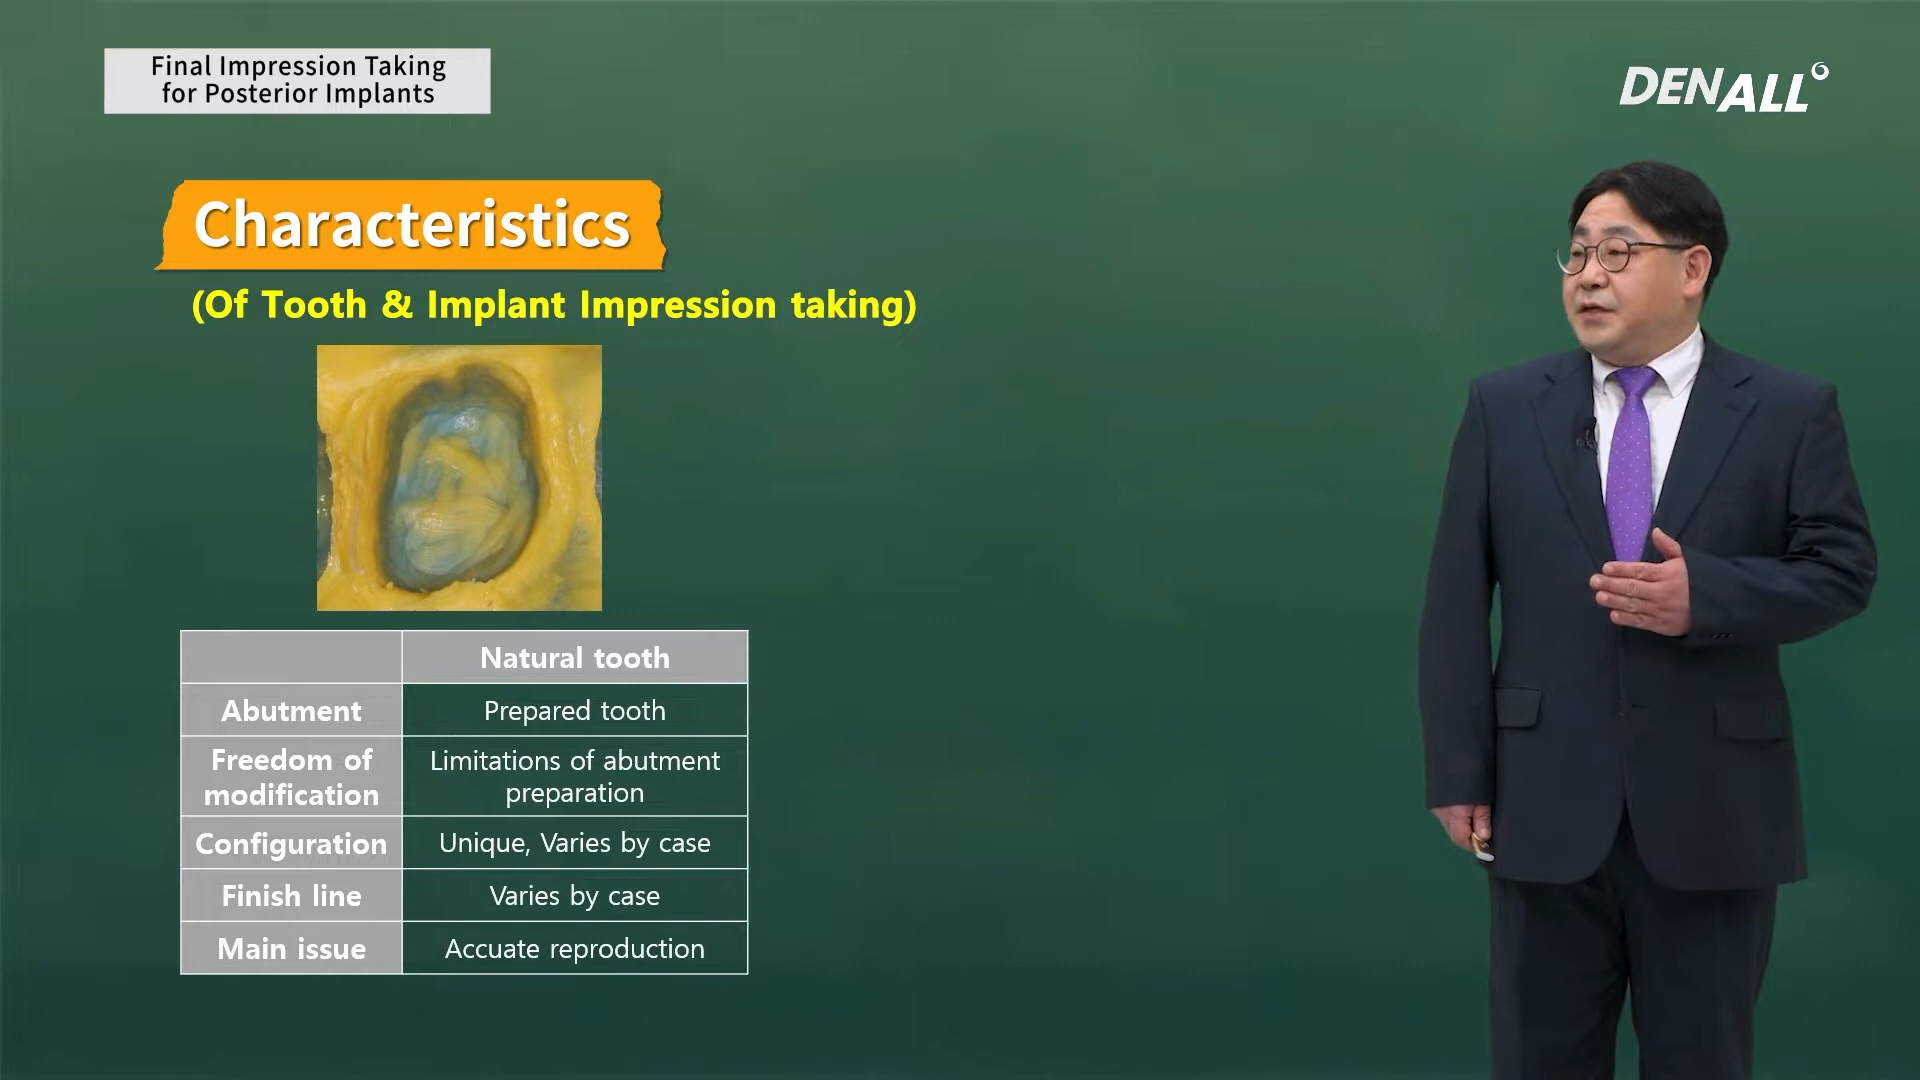 Final Impression Taking
for Posterior Implants
DENALL
Characteristics
(Of Tooth & Implant Impression taking)
Natural tooth
Abutment
Prepared tooth
Freedom of
modification
Limitations of abutment
preparation
Configuration
Unique, Varies by case
Finish line
Varies by case
Main issue
Accuate reproduction